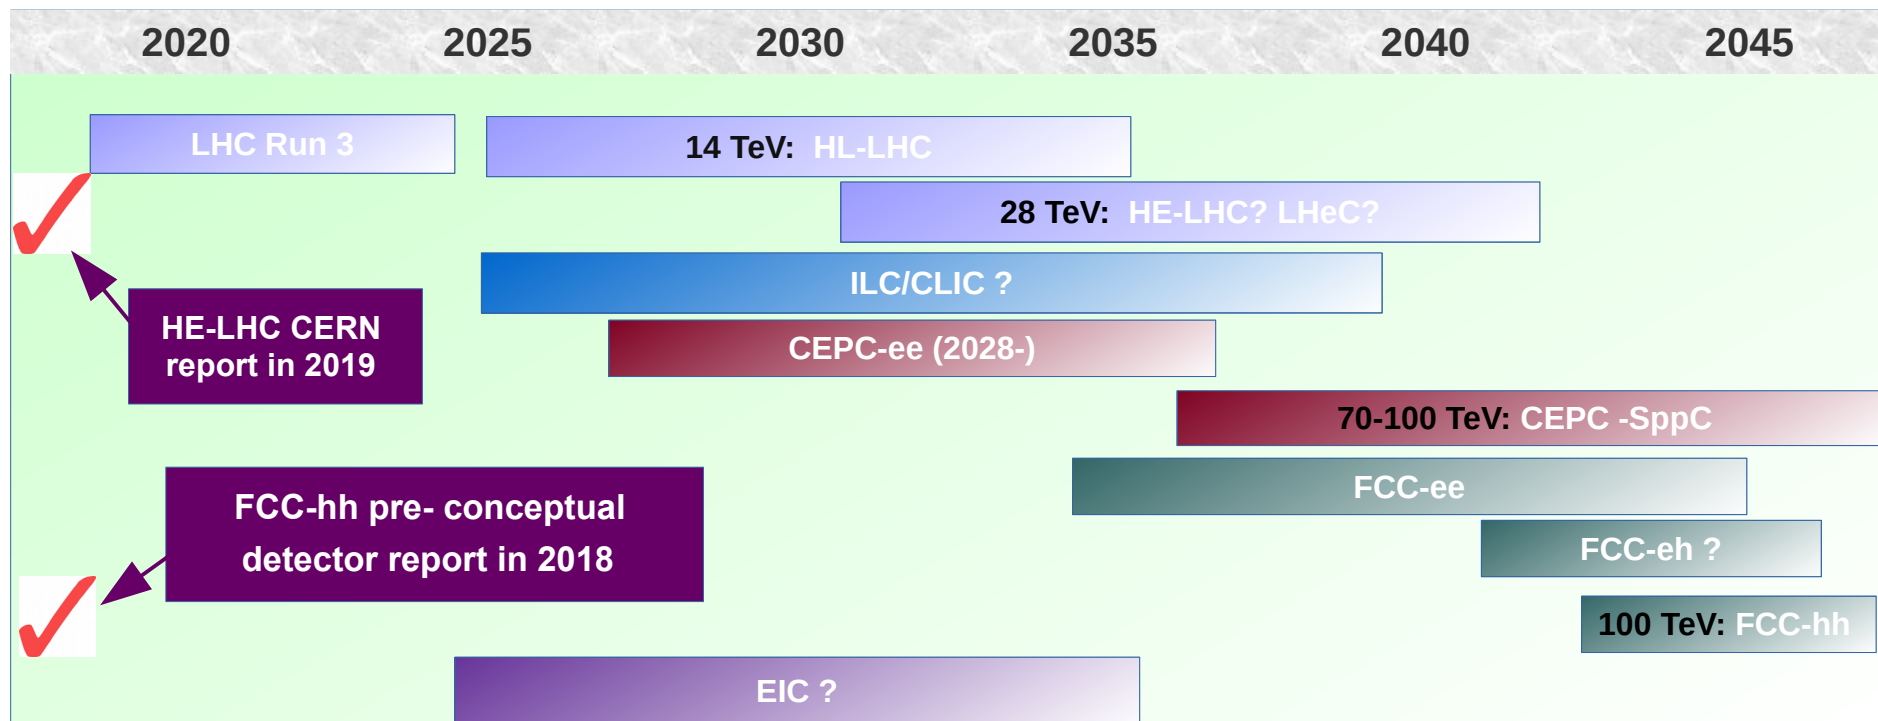 2020 2025 2030 2035 2040 2045
LHC Run 3
14 TeV: HL-LHC
28 TeV: HE-LHC? LHeC?
ILC/CLIC ?
HE-LHC CERN
report in 2019
CEPC-ee (2028-)
70-100 TeV: CEPC -SppC
FCC-ee
FCC-hh pre- conceptual
detector report in 2018
FCC-eh ?
100 TeV: FCC-hh
EIC ?